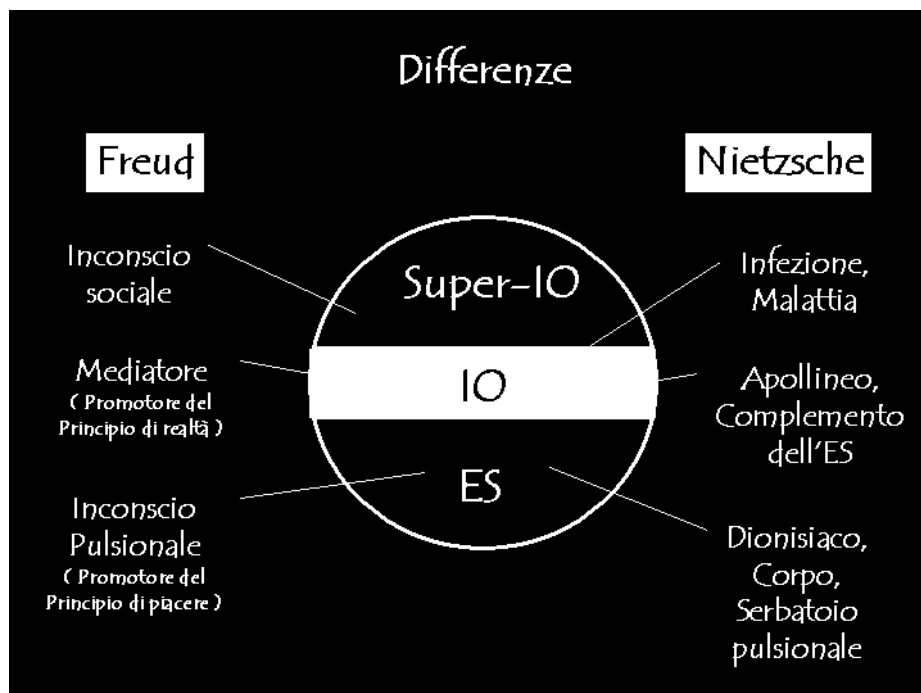 Differenze
Freud
Nietzsche
Inconscio
sociale
Mediatore
( Promotore del
Principio di realtà )
Inconscio
Pulsionale
( Promotore del
Principio di piacere )
Super-IO
IO
ES
Infezione,
Malattia
Apollineo,
Complemento
dell'ES
Dionisiaco,
Corpo,
Serbatoio
pulsionale